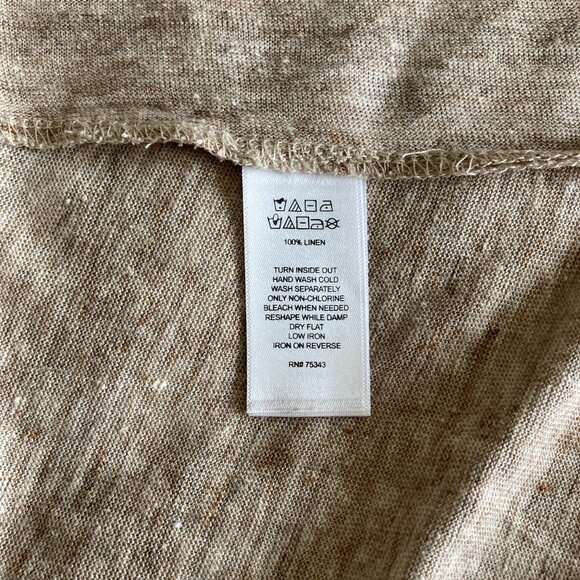 100% LINEN
TURN INSIDE OUT
HAND WASH COLD
WASH SEPARATELY
ONLY NON-CHLORINE
BLEACH WHEN NEEDED
RESHAPE WHILE DAMP
DRY FLAT
LOW IRON
IRON ON REVERSE
RN# 75343